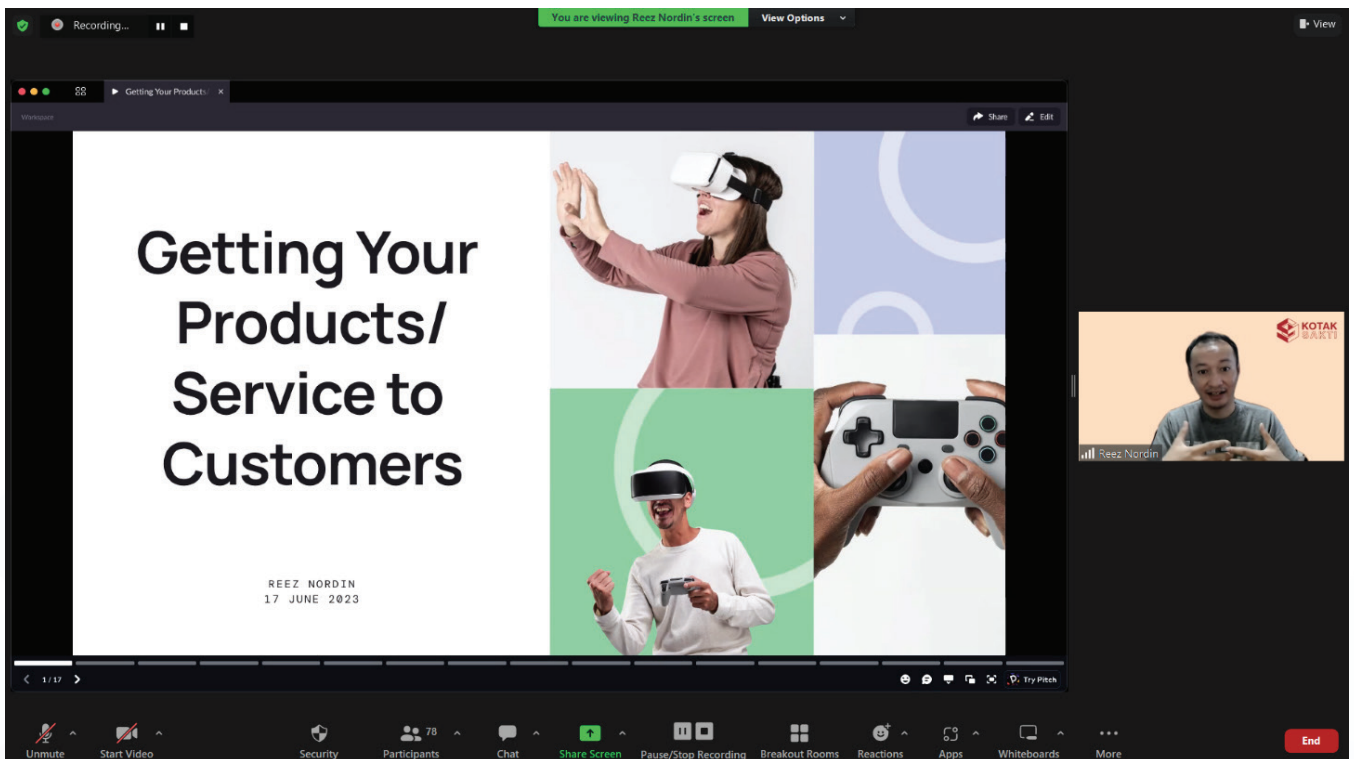 Recording...
You are viewing Reez Nordin's screen
View Options
View
Getting Your Products/
Workspace
Share
Edit
Getting Your
Products/
Service to
Customers
REEZ NORDIN
17 JUNE 2023
KOTAK
SAKTI
Reez Nordin
1/17
Try Pitch
Unmute
Start Video
Security
Participants
78
Chat
Share Screen
Pause/Stop Recording
Breakout Rooms
Reactions
Apps
Whiteboards
More
End